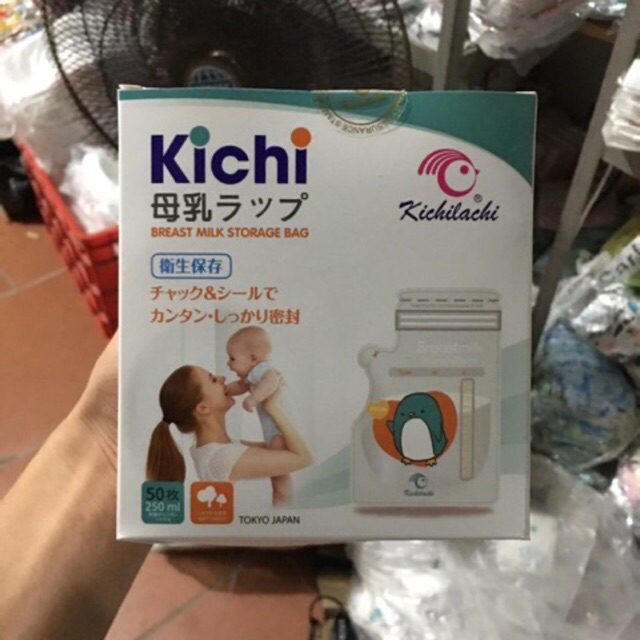 Kichi
母乳ラップ
BREAST MILK STORAGE BAG
Kichilachi
®
衛生保存
チャック&シールで
カンタン・しっかり密封
Kichilachi
50枚
250 ml
TOKYO JAPAN